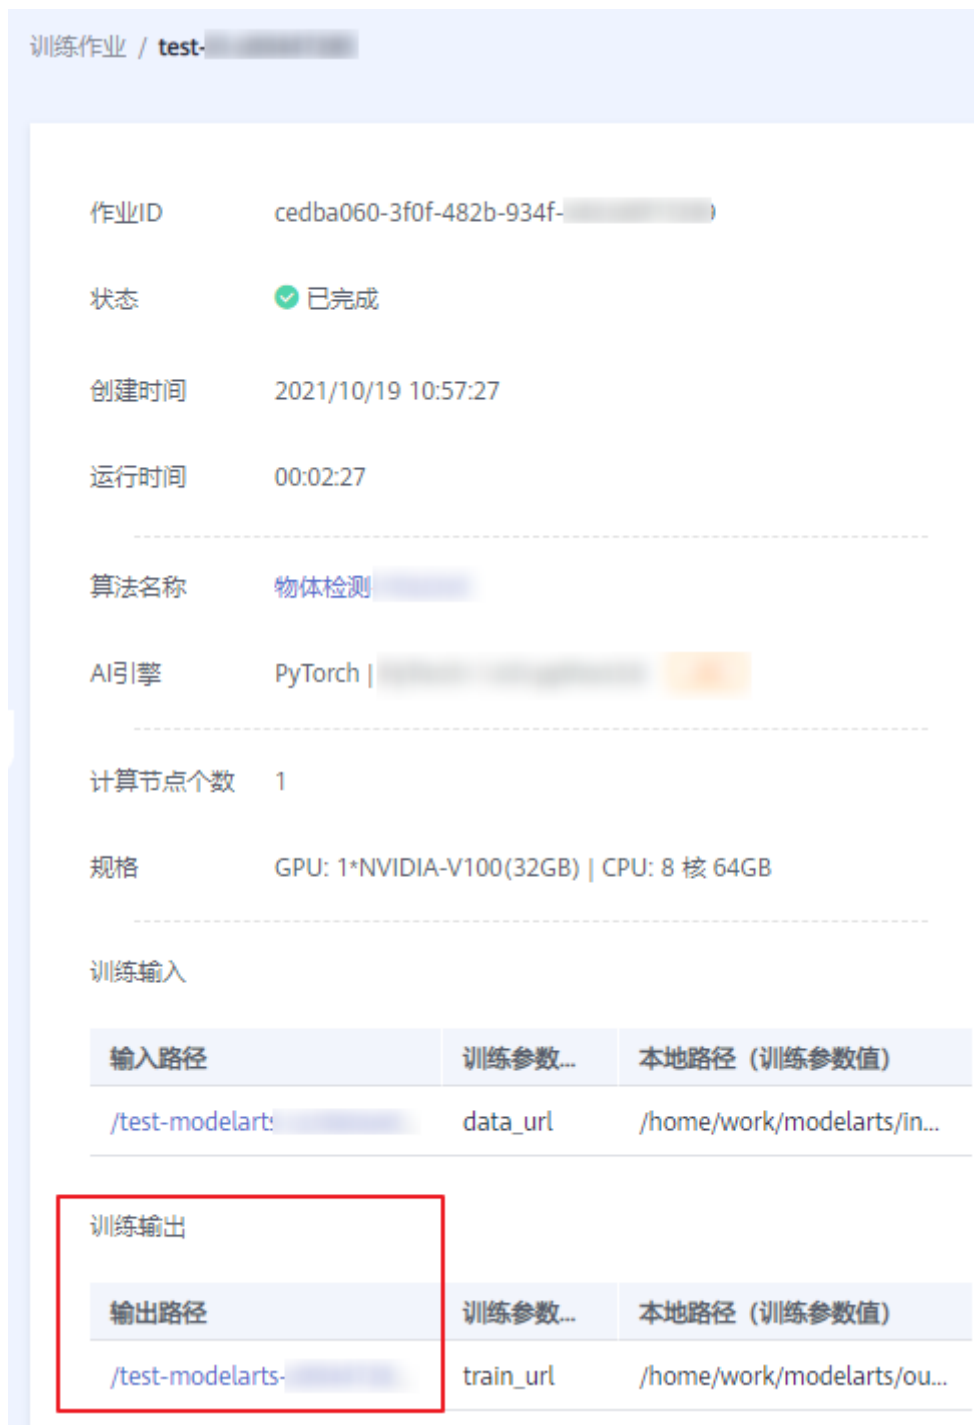 训练作业 / test-
作业ID cedba060-3f0f-482b-934f-
状态 已完成
创建时间 2021/10/19 10:57:27
运行时间 00:02:27
算法名称 物体检测
AI引擎 PyTorch |
计算节点个数 1
规格 GPU: 1*NVIDIA-V100(32GB) | CPU: 8 核 64GB
训练输入
输入路径 训练参数... 本地路径（训练参数值）
/test-modelarts data_url /home/work/modelarts/in...
训练输出
输出路径 训练参数... 本地路径（训练参数值）
/test-modelarts- train_url /home/work/modelarts/ou...